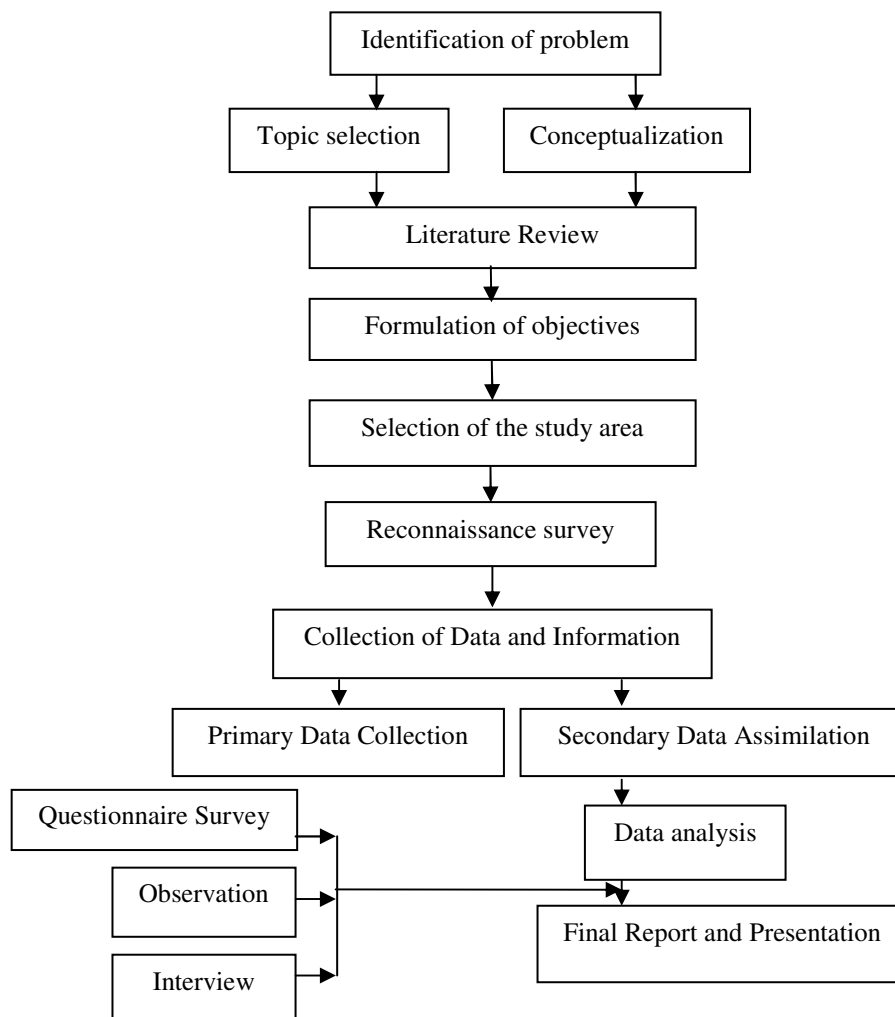 Identification of problem
Topic selection
Conceptualization
Literature Review
Formulation of objectives
Selection of the study area
Reconnaissance survey
Collection of Data and Information
Primary Data Collection
Secondary Data Assimilation
Questionnaire Survey
Data analysis
Observation
Final Report and Presentation
Interview